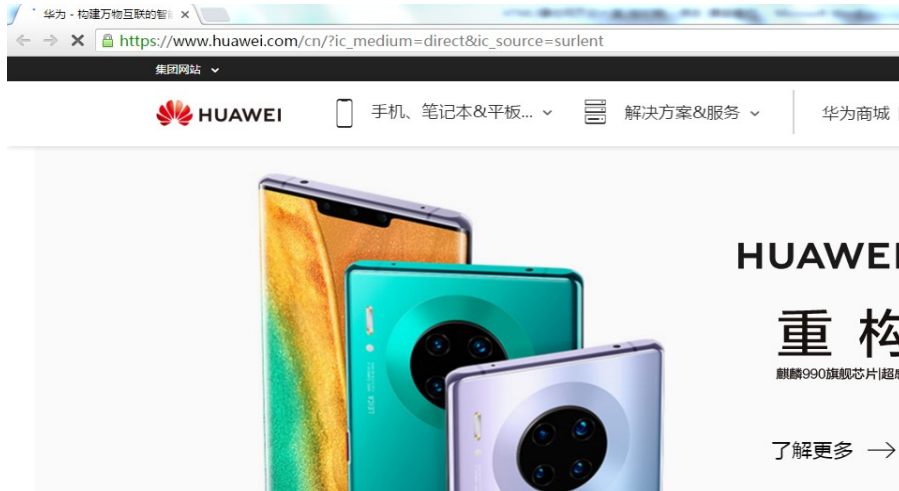 华为 - 构建万物互联的智
https://www.huawei.com/cn/?ic_medium=direct&ic_source=surlent
集团网站
HUAWEI
手机、笔记本&平板...
解决方案&服务
华为商城
HUAWEI
重 构
麒麟990旗舰芯片|超感
了解更多 →